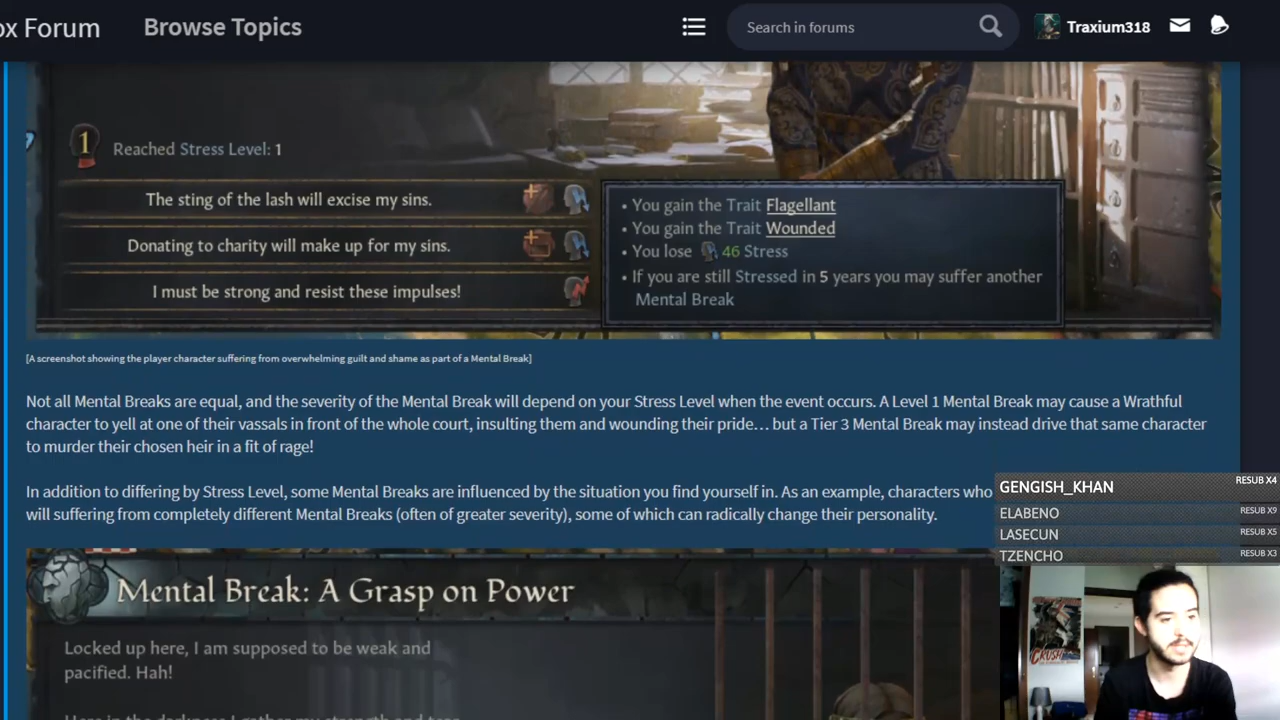 ox Forum
Browse Topics
Search in forums
Traxium318
1
Reached Stress Level: 1
The sting of the lash will excise my sins.
Donating to charity will make up for my sins.
I must be strong and resist these impulses!
• You gain the Trait Flagellant
• You gain the Trait Wounded
• You lose 46 Stress
• If you are still Stressed in 5 years you may suffer another
Mental Break
[A screenshot showing the player character suffering from overwhelming guilt and shame as part of a Mental Break]
Not all Mental Breaks are equal, and the severity of the Mental Break will depend on your Stress Level when the event occurs. A Level 1 Mental Break may cause a Wrathful
character to yell at one of their vassals in front of the whole court, insulting them and wounding their pride… but a Tier 3 Mental Break may instead drive that same character
to murder their chosen heir in a fit of rage!
In addition to differing by Stress Level, some Mental Breaks are influenced by the situation you find yourself in. As an example, characters who
will suffering from completely different Mental Breaks (often of greater severity), some of which can radically change their personality.
GENGISH_KHAN RESUB X4
ELABENO RESUB X9
LASECUN RESUB X5
TZENCHO RESUB X3
Mental Break: A Grasp on Power
Locked up here, I am supposed to be weak and
pacified. Hah!
CRUSH